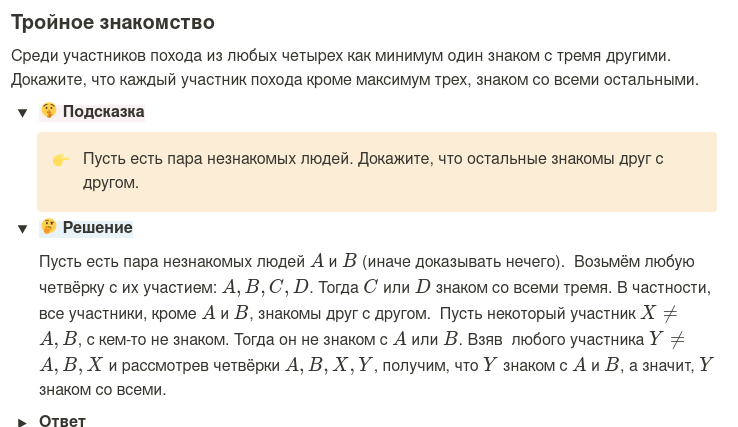 Тройное знакомство
Среди участников похода из любых четырех как минимум один знаком с тремя другими.
Докажите, что каждый участник похода кроме максимум трех, знаком со всеми остальными.
▼ 🤫 Подсказка
👉 Пусть есть пара незнакомых людей. Докажите, что остальные знакомы друг с
другом.
▼ 🤔 Решение
Пусть есть пара незнакомых людей A и B (иначе доказывать нечего). Возьмём любую
четвёрку с их участием: A, B, C, D. Тогда C или D знаком со всеми тремя. В частности,
все участники, кроме A и B, знакомы друг с другом. Пусть некоторый участник X ≠
A, B, с кем-то не знаком. Тогда он не знаком с A или B. Взяв любого участника Y ≠
A, B, X и рассмотрев четвёрки A, B, X, Y, получим, что Y знаком с A и B, а значит, Y
знаком со всеми.
▶ Ответ